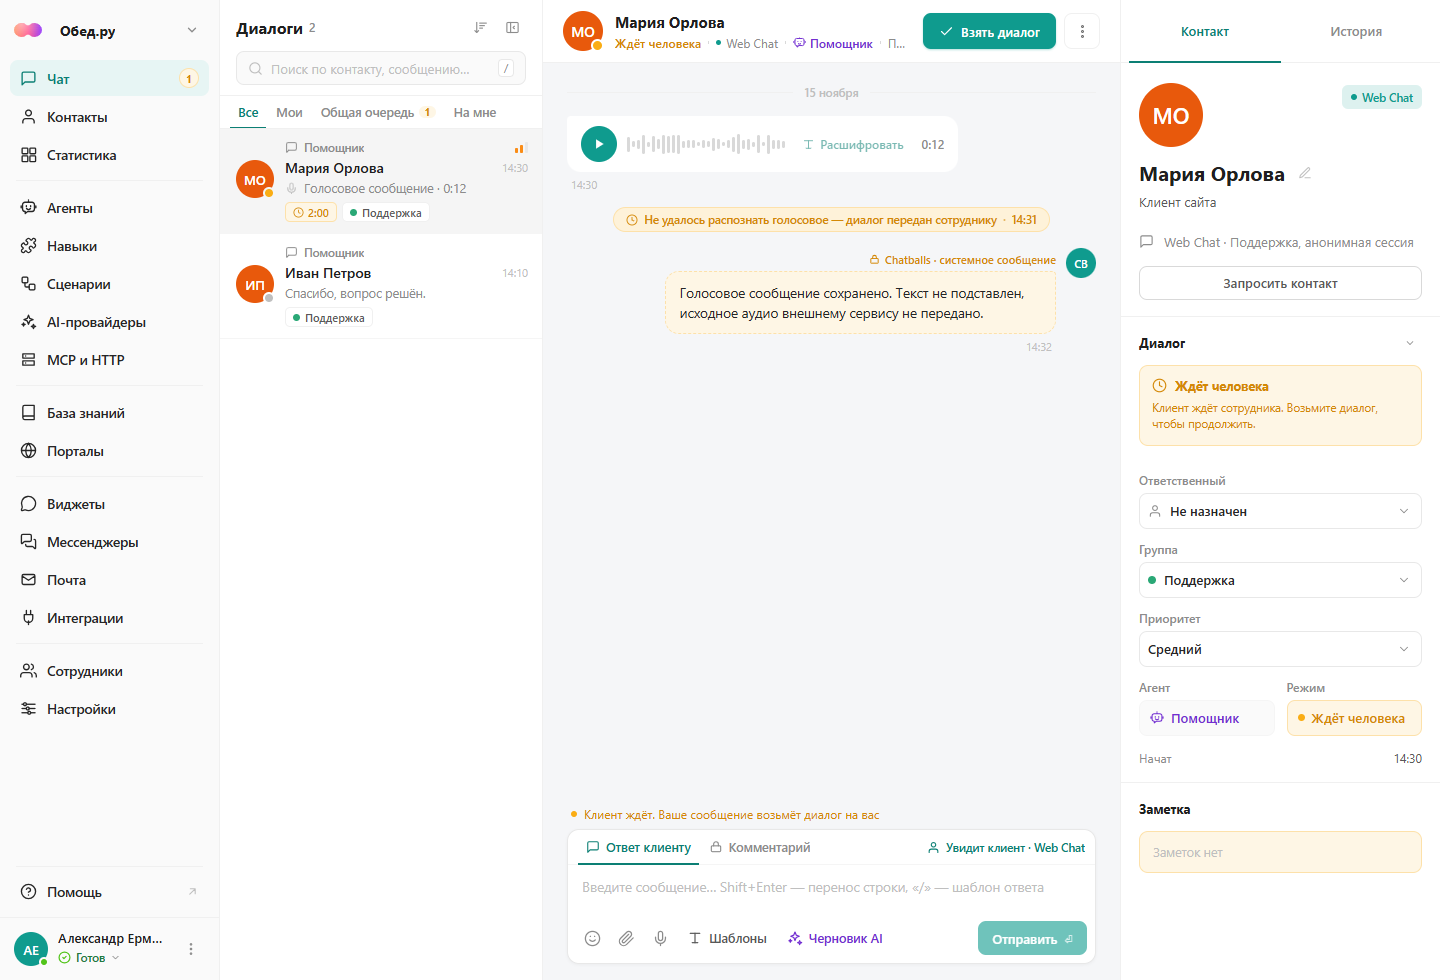 Обед.ру
Чат
1
Контакты
Статистика
Агенты
Навыки
Сценарии
AI-провайдеры
MCP и HTTP
База знаний
Порталы
Виджеты
Мессенджеры
Почта
Интеграции
Сотрудники
Настройки
Помощь
АЕ
Александр Ерм...
Готов
Диалоги 2
Поиск по контакту, сообщению... /
Все Мои Общая очередь 1 На мне
Помощник
МО
Мария Орлова 14:30
Голосовое сообщение · 0:12
2:00 Поддержка
Помощник
ИП
Иван Петров 14:10
Спасибо, вопрос решён.
Поддержка
МО
Мария Орлова
Ждёт человека · Web Chat · Помощник · П...
Взять диалог
15 ноября
Расшифровать 0:12
14:30
Не удалось распознать голосовое — диалог передан сотруднику · 14:31
Chatballs · системное сообщение
СВ
Голосовое сообщение сохранено. Текст не подставлен,
исходное аудио внешнему сервису не передано.
14:32
Клиент ждёт. Ваше сообщение возьмёт диалог на вас
Ответ клиенту Комментарий Увидит клиент · Web Chat
Введите сообщение... Shift+Enter — перенос строки, «/» — шаблон ответа
Шаблоны Черновик AI Отправить
Контакт История
МО
Web Chat
Мария Орлова
Клиент сайта
Web Chat · Поддержка, анонимная сессия
Запросить контакт
Диалог
Ждёт человека
Клиент ждёт сотрудника. Возьмите диалог,
чтобы продолжить.
Ответственный
Не назначен
Группа
Поддержка
Приоритет
Средний
Агент Режим
Помощник Ждёт человека
Начат 14:30
Заметка
Заметок нет